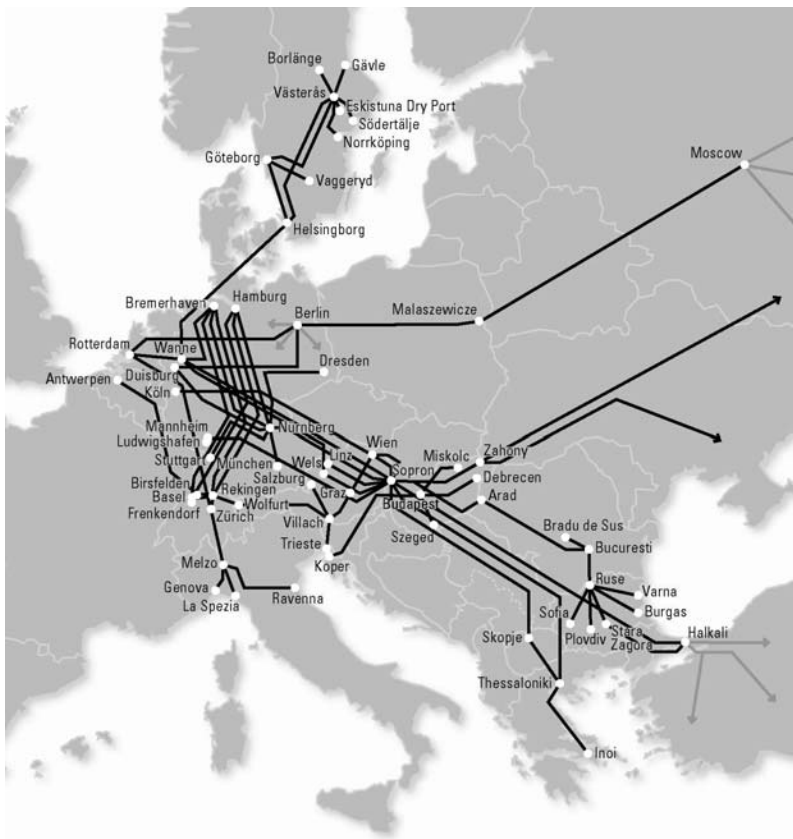 Borlänge
Gävle
Västerås
Eskistuna Dry Port
Södertälje
Norrköping
Göteborg
Vaggeryd
Moscow
Helsingborg
Bremerhaven
Hamburg
Berlin
Malaszewicze
Rotterdam
Wanne
Dresden
Antwerpen
Duisburg
Köln
Mannheim
Ludwigshafen
Nürnberg
Stuttgart
München
Salzburg
Wels
Linz
Wien
Miskolc
Zahony
Sopron
Debrecen
Birsfelden
Basel
Frenkendorf
Rekingen
Zürich
Wolfurt
Graz
Budapest
Arad
Villach
Szeged
Bradu de Sus
Bucuresti
Trieste
Koper
Melzo
Genova
La Spezia
Ravenna
Ruse
Varna
Burgas
Sofia
Plovdiv
Stara
Zagora
Halkali
Skopje
Thessaloniki
Inoi